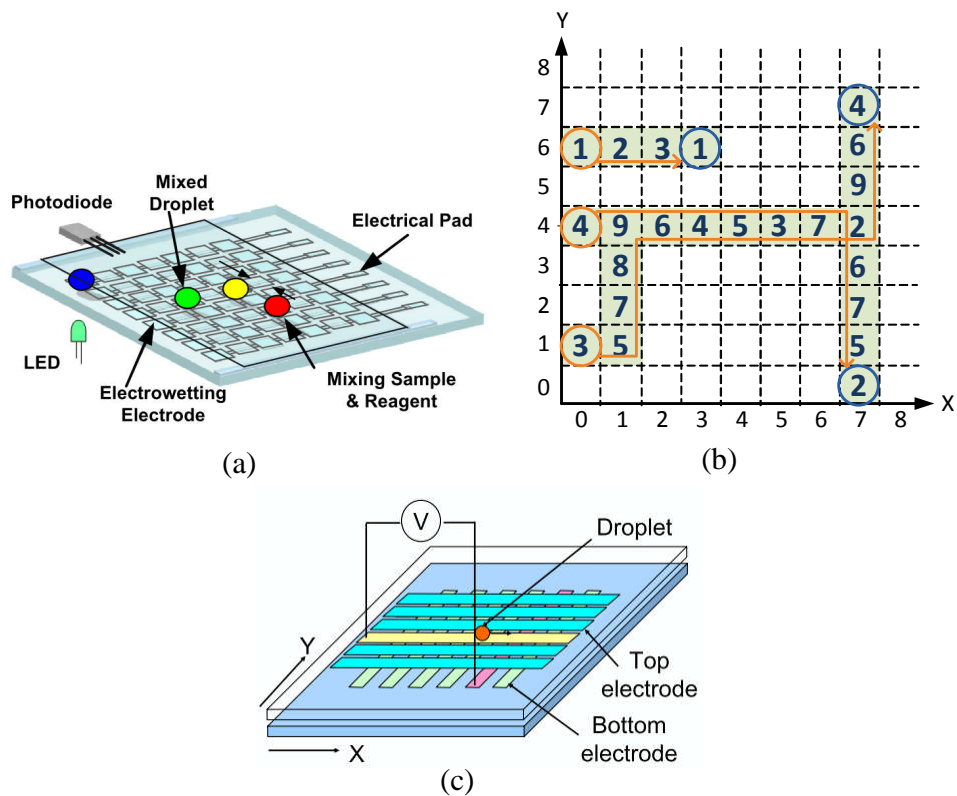 Photodiode
Mixed
Droplet
Electrical Pad
LED
Electrowetting
Electrode
Mixing Sample
& Reagent
(a)
Y
8
7 4
6 1 2 3 1 6
5 9
4 4 9 6 4 5 3 7 2
3 8 6
2 7 7
1 3 5 5
0 2
X
0 1 2 3 4 5 6 7 8
(b)
V
Droplet
Y
Top
electrode
Bottom
electrode
X
(c)